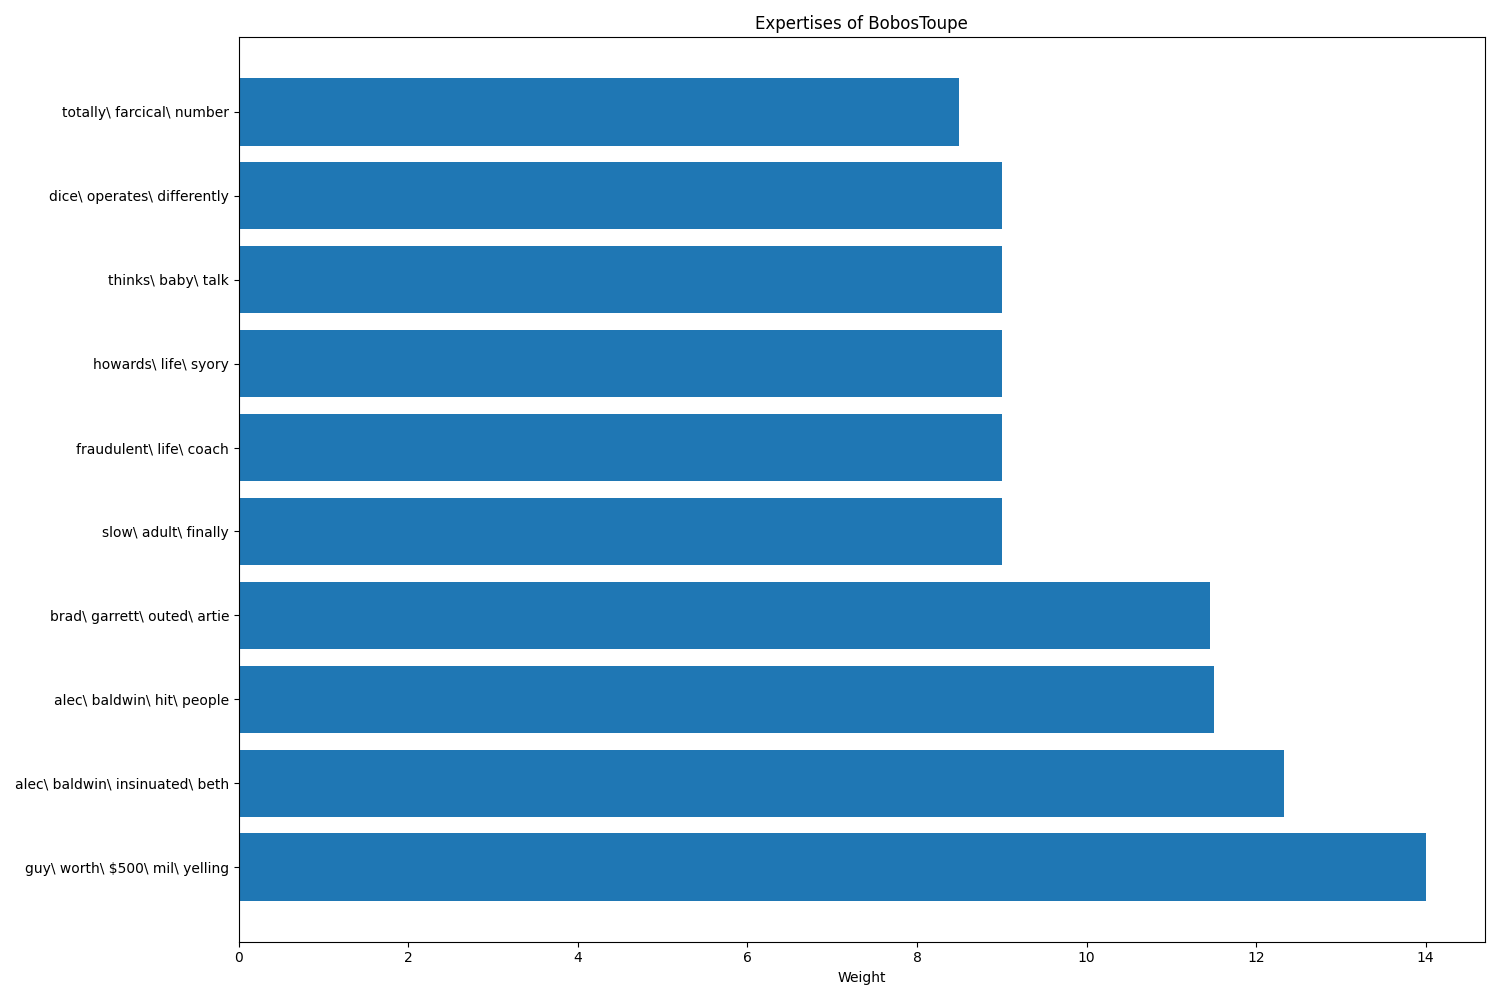 Expertises of BobosToupe
totally\ farcical\ number
dice\ operates\ differently
thinks\ baby\ talk
howards\ life\ syory
fraudulent\ life\ coach
slow\ adult\ finally
brad\ garrett\ outed\ artie
alec\ baldwin\ hit\ people
alec\ baldwin\ insinuated\ beth
guy\ worth\ $500\ mil\ yelling
0 2 4 6 8 10 12 14
Weight